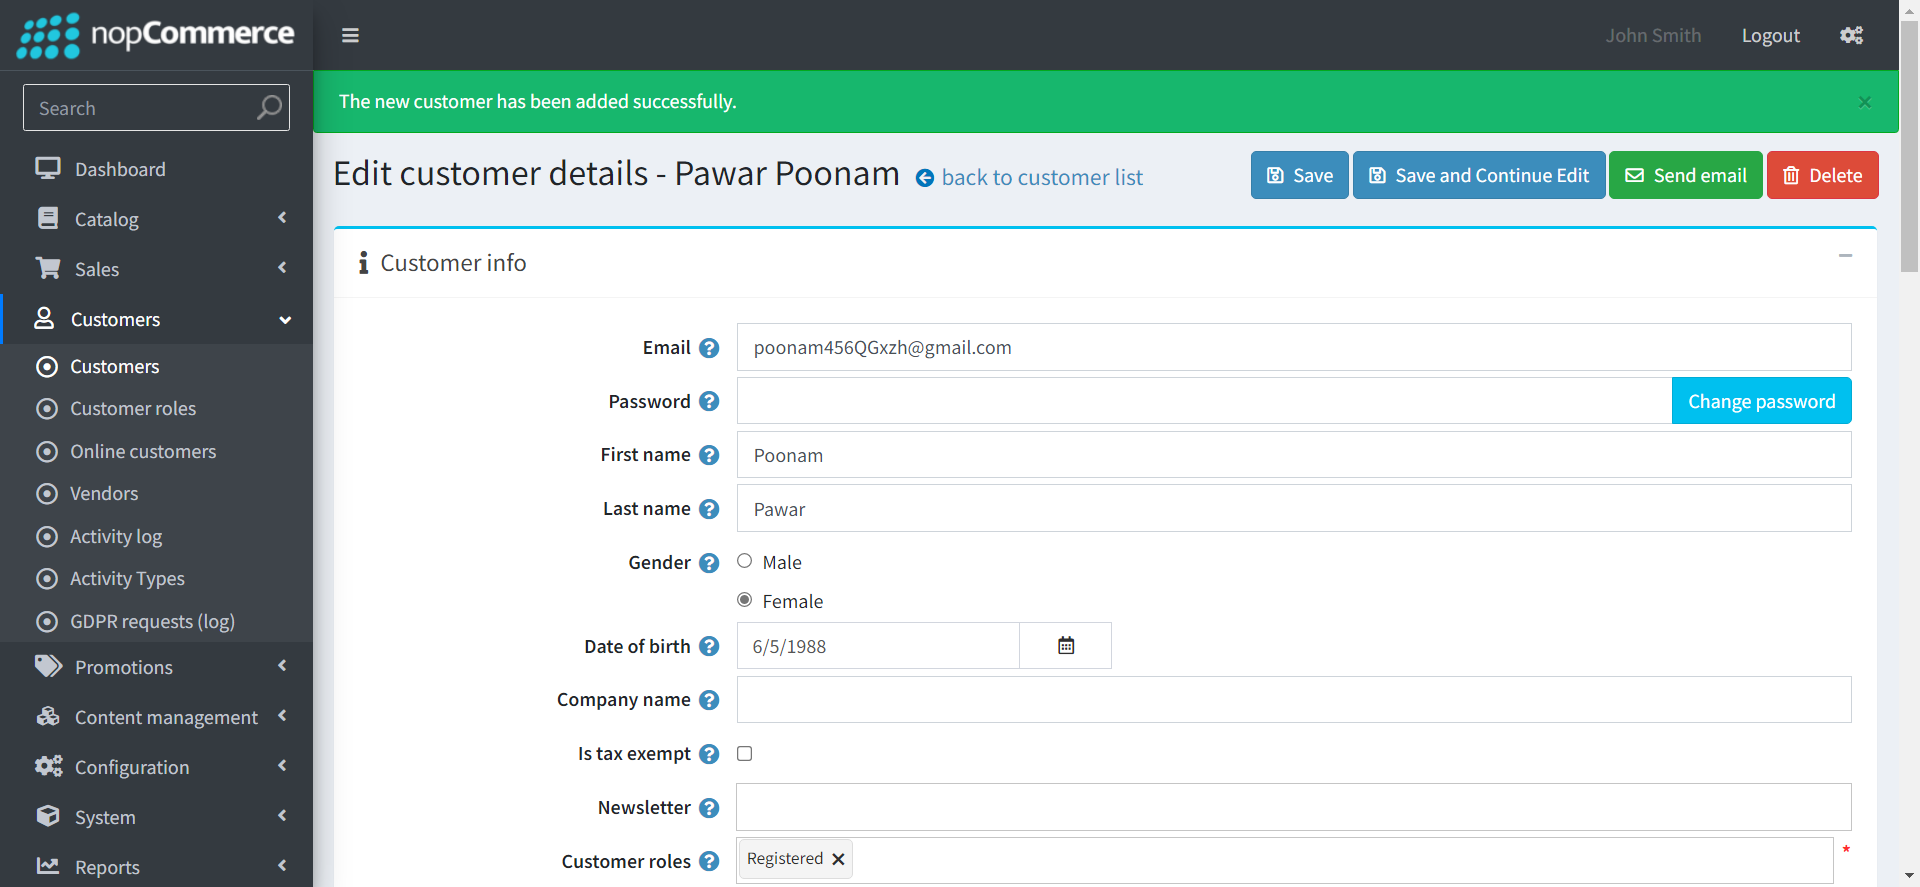 nopCommerce
John Smith
Logout
Search
The new customer has been added successfully.
×
Edit customer details - Pawar Poonam
back to customer list
Save
Save and Continue Edit
Send email
Delete
Dashboard
Catalog
Sales
Customers
Customers
Customer roles
Online customers
Vendors
Activity log
Activity Types
GDPR requests (log)
Promotions
Content management
Configuration
System
Reports
Customer info
Email ?
poonam456QGxzh@gmail.com
Password ?
Change password
First name ?
Poonam
Last name ?
Pawar
Gender ?
Male
Female
Date of birth ?
6/5/1988
Company name ?
Is tax exempt ?
Newsletter ?
Customer roles ?
Registered ×
*